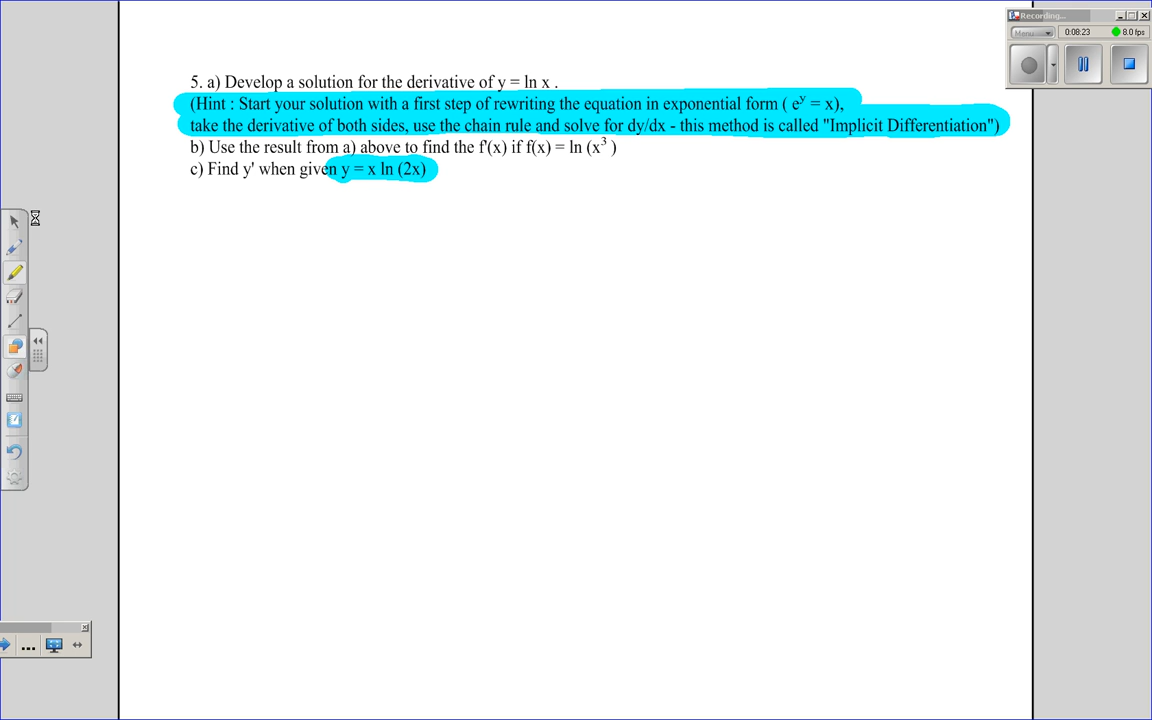 Recording...
Menu
0:08:23
8.0 fps
5. a) Develop a solution for the derivative of y = ln x .
(Hint : Start your solution with a first step of rewriting the equation in exponential form ( e^y = x),
take the derivative of both sides, use the chain rule and solve for dy/dx - this method is called "Implicit Differentiation")
b) Use the result from a) above to find the f'(x) if f(x) = ln (x³ )
c) Find y' when given y = x ln (2x)